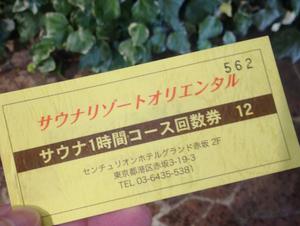 562
サウナリゾートオリエンタル
サウナ1時間コース回数券 12
センチュリオンホテルグランド赤坂 2F
東京都港区赤坂3-19-3
TEL 03-6435-5381